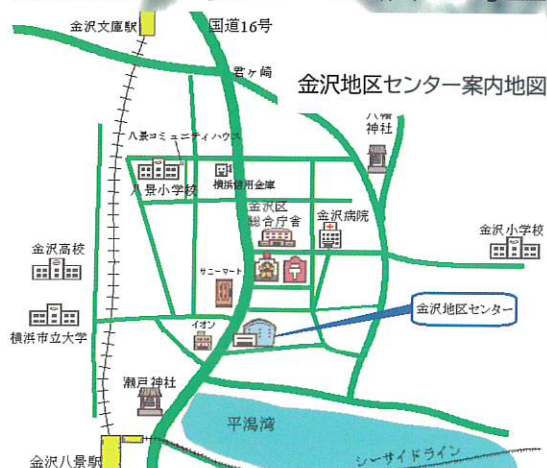 金沢文庫駅
国道16号
君ヶ崎
金沢地区センター案内地図
八幡
神社
八景コミュニティハウス
八景小学校
横浜信用金庫
金沢区
総合庁舎
金沢病院
金沢小学校
金沢高校
サニーマート
金沢地区センター
横浜市立大学
イオン
瀬戸神社
平潟湾
シーサイドライン
金沢八景駅